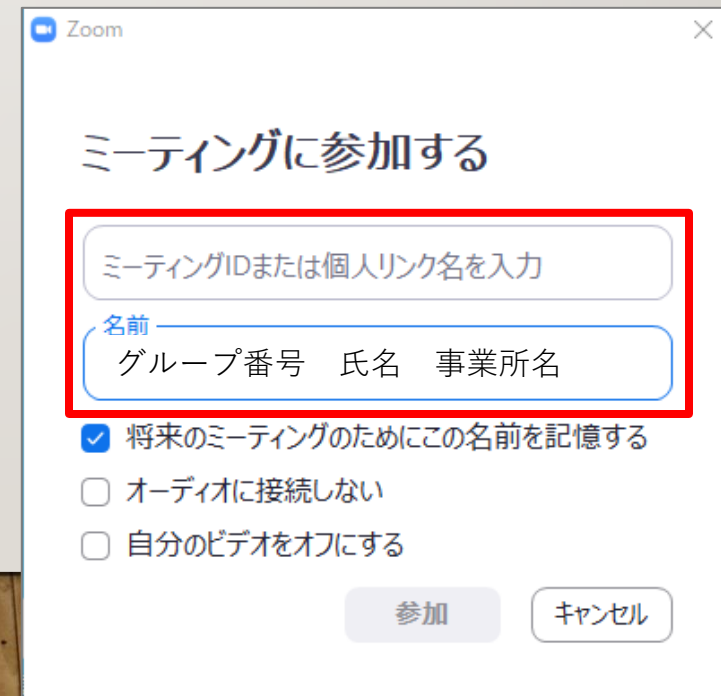 Zoom
ミーティングに参加する
ミーティングIDまたは個人リンク名を入力
名前
グループ番号　氏名　事業所名
将来のミーティングのためにこの名前を記憶する
オーディオに接続しない
自分のビデオをオフにする
参加
キャンセル